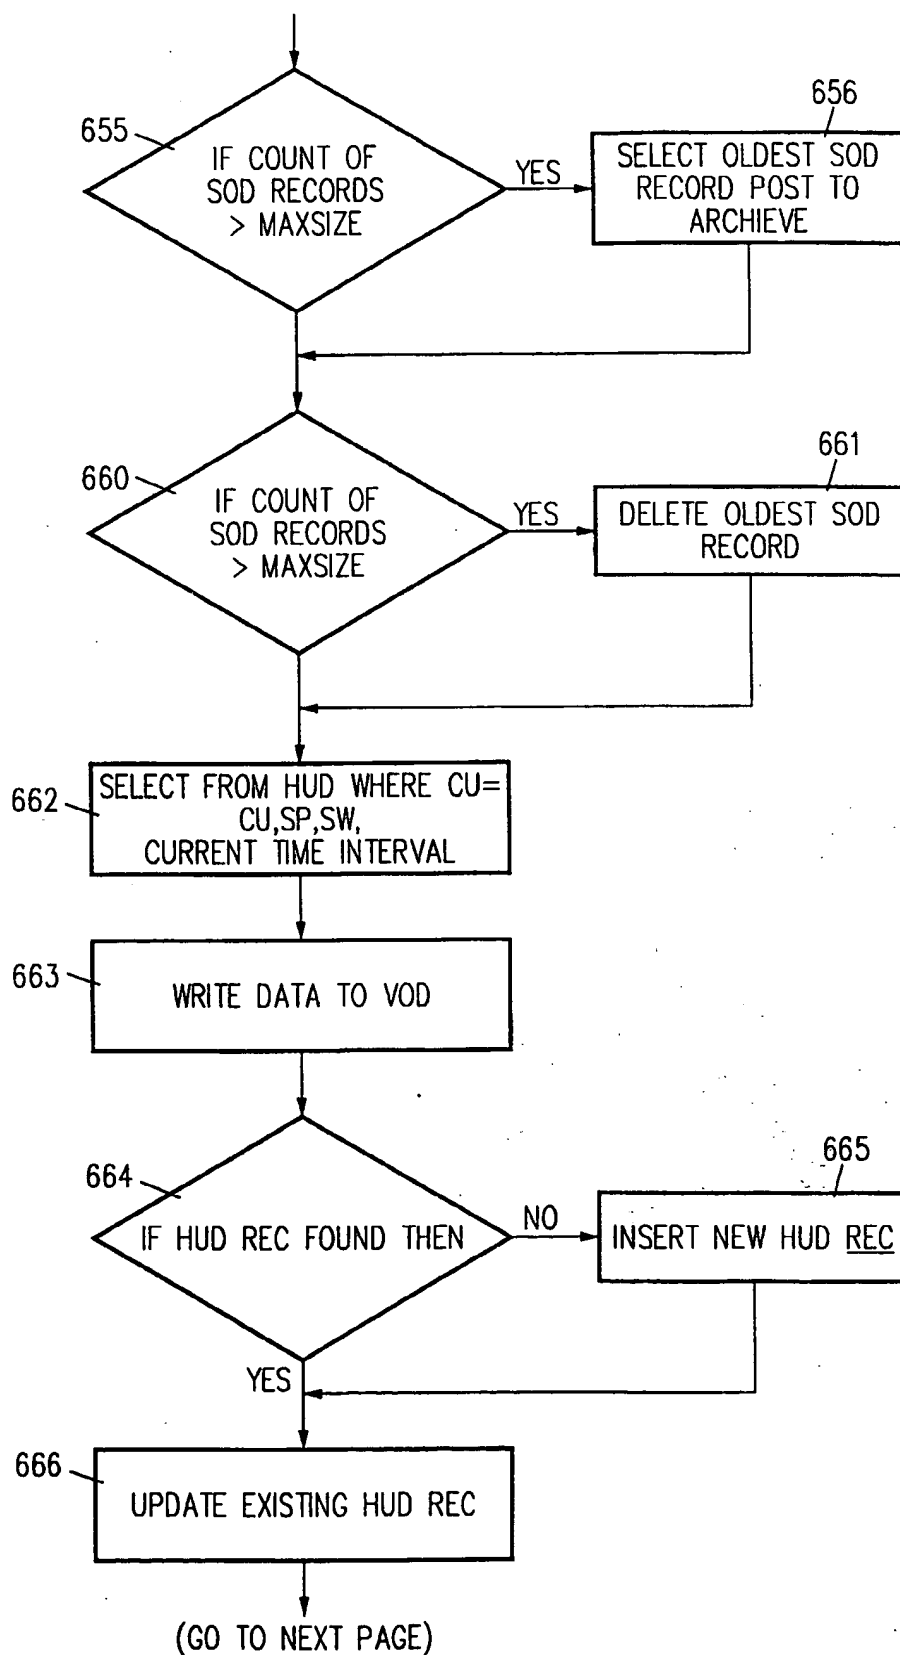 655
IF COUNT OF
SOD RECORDS
> MAXSIZE
YES
656
SELECT OLDEST SOD
RECORD POST TO
ARCHIEVE
660
IF COUNT OF
SOD RECORDS
> MAXSIZE
YES
661
DELETE OLDEST SOD
RECORD
662
SELECT FROM HUD WHERE CU=
CU,SP,SW,
CURRENT TIME INTERVAL
663
WRITE DATA TO VOD
664
IF HUD REC FOUND THEN
NO
665
INSERT NEW HUD REC
YES
666
UPDATE EXISTING HUD REC
(GO TO NEXT PAGE)